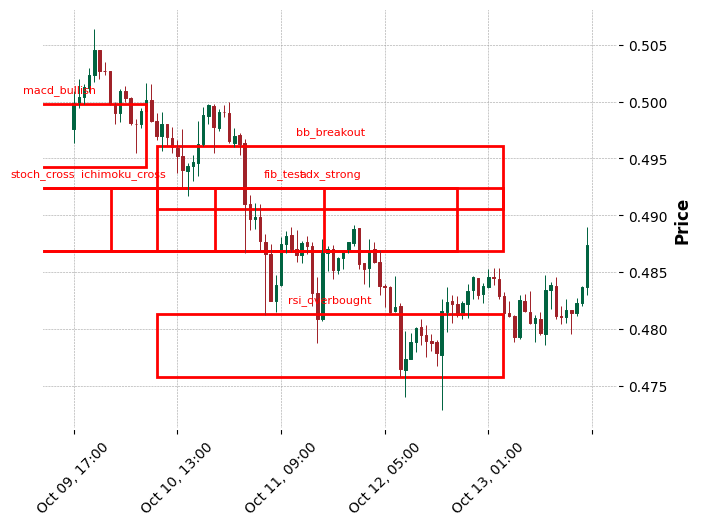 0.505
macd_bullish
0.500
bb_breakout
0.495
stoch_cross ichimoku_cross fib_test adx_strong
0.490
Price
0.485
rsi_overbought
0.480
0.475
Oct 09, 17:00
Oct 10, 13:00
Oct 11, 09:00
Oct 12, 05:00
Oct 13, 01:00